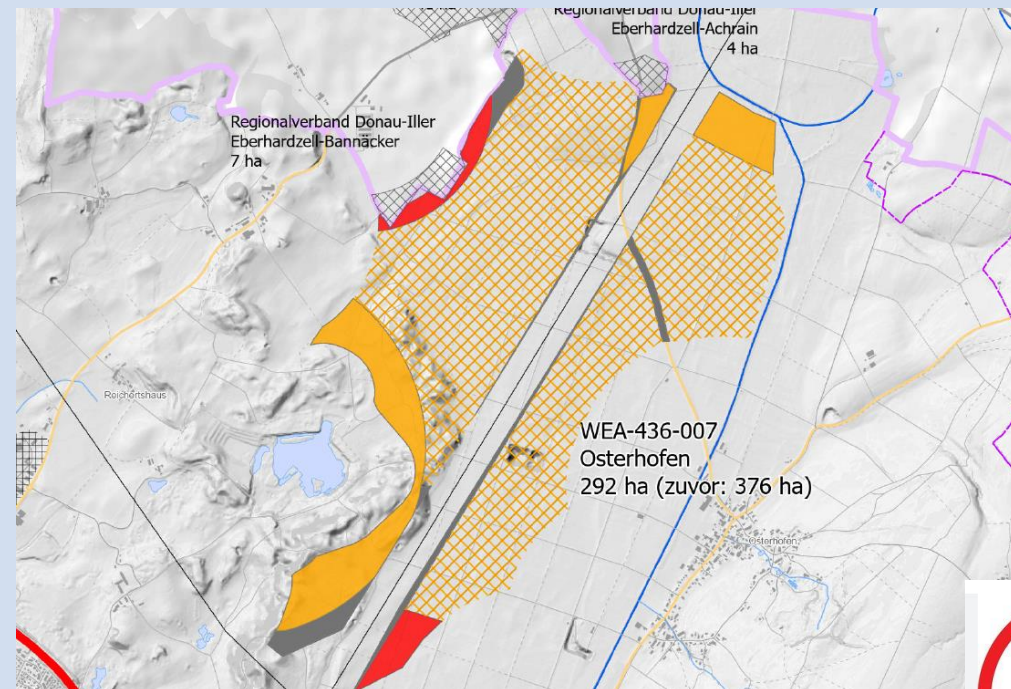 Regionalverband Donau-Iller
Eberhardzell-Achrain
4 ha
Regionalverband Donau-Iller
Eberhardzell-Bannäcker
7 ha
Reichertshaus
WEA-436-007
Osterhofen
292 ha (zuvor: 376 ha)
Osterhofen